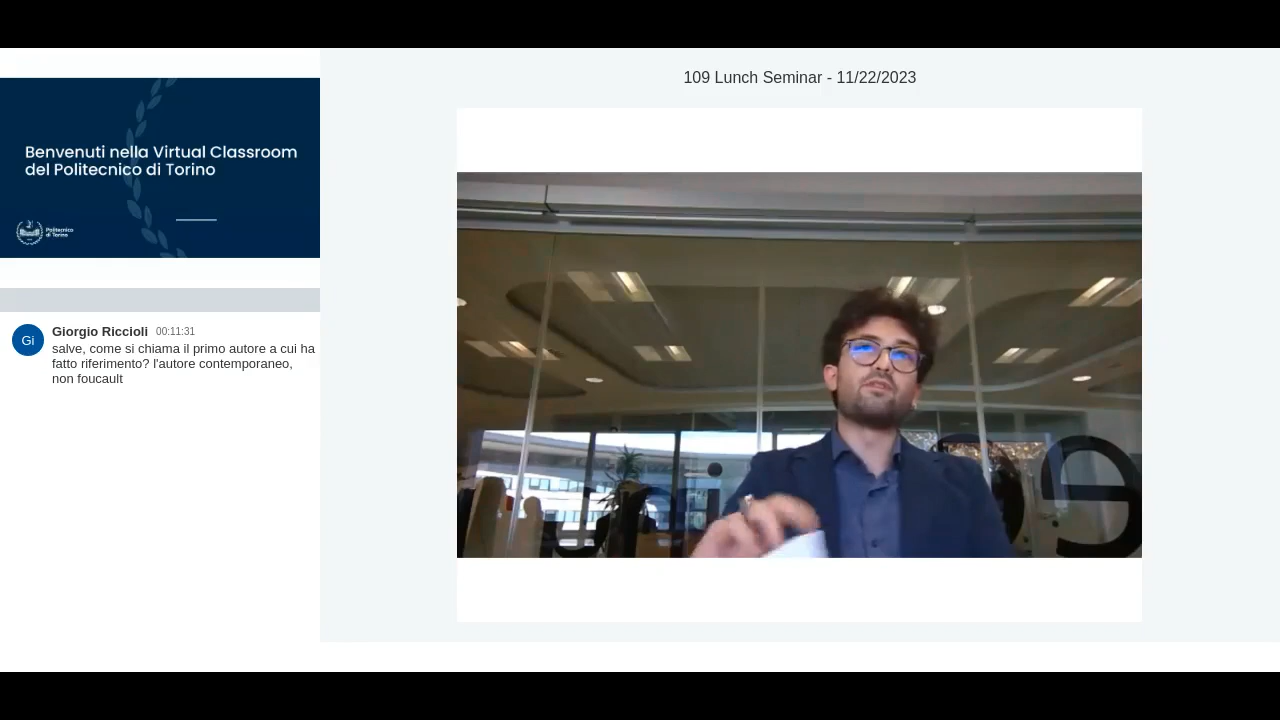 109 Lunch Seminar - 11/22/2023
Benvenuti nella Virtual Classroom
del Politecnico di Torino
Politecnico
di Torino
Gi
Giorgio Riccioli 00:11:31
salve, come si chiama il primo autore a cui ha
fatto riferimento? l'autore contemporaneo,
non foucault